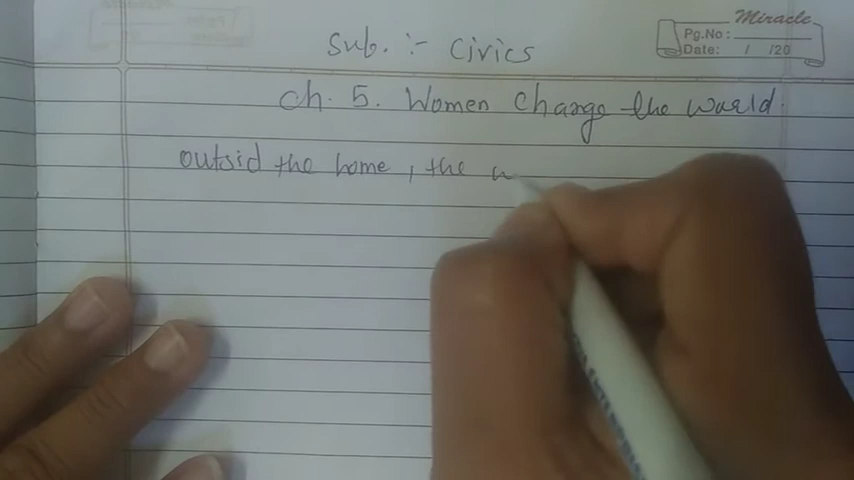 Miracle
Pg.No:
Date: / /20
Sub. :- Civics
Ch. 5. Women Change the World.
outsid the home, the